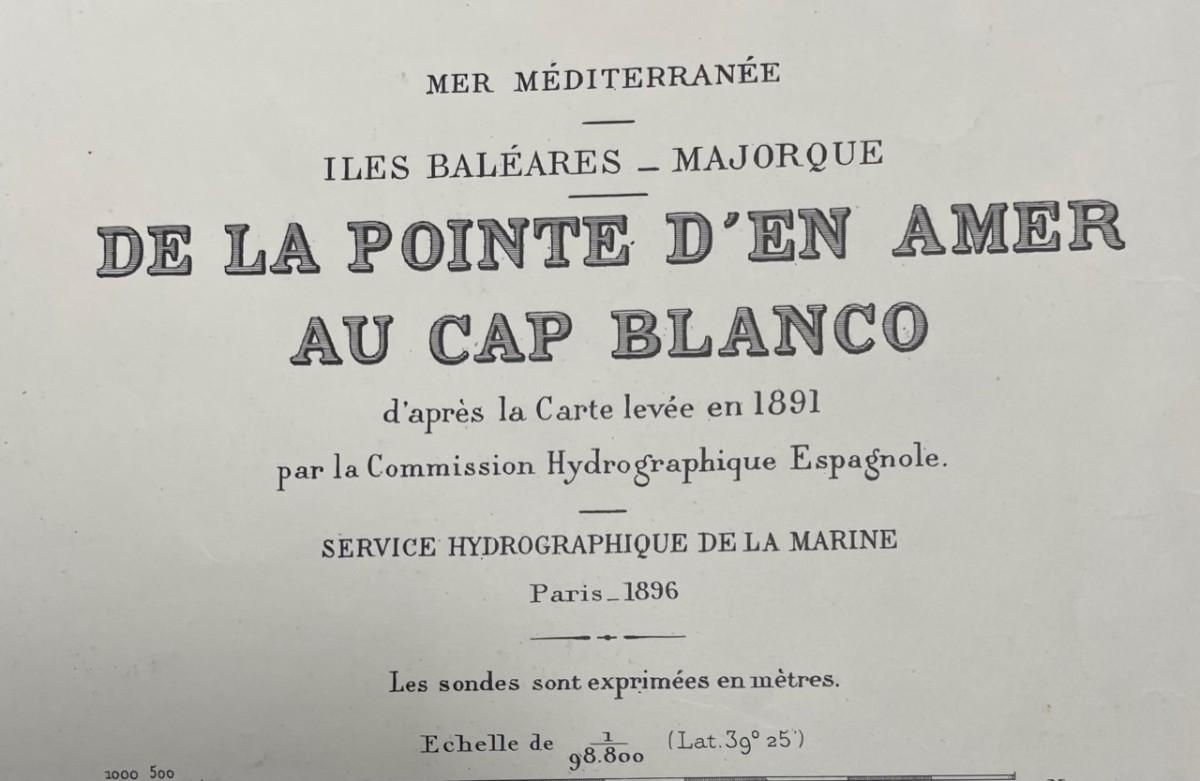 MER MÉDITERRANÉE
ILES BALÉARES _ MAJORQUE
DE LA POINTE D'EN AMER
AU CAP BLANCO
d'après la Carte levée en 1891
par la Commission Hydrographique Espagnole.
SERVICE HYDROGRAPHIQUE DE LA MARINE
Paris _ 1896
Les sondes sont exprimées en mètres.
Echelle de 1/98.800 (Lat. 39° 25')
1000 500